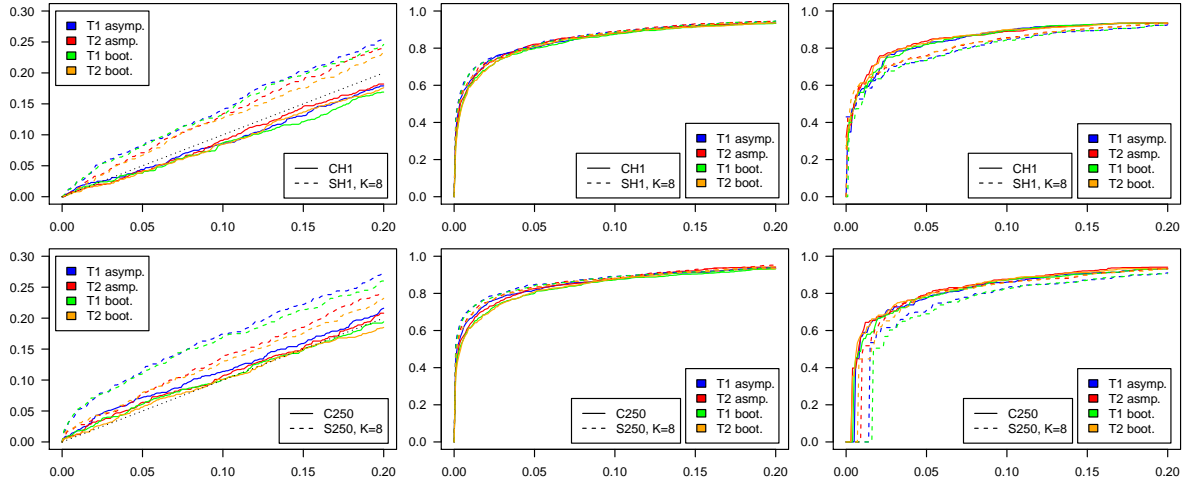 0.30
0.25
0.20
0.15
0.10
0.05
0.00
T1 asymp.
T2 asmp.
T1 boot.
T2 boot.
CH1
SH1, K=8
0.00 0.05 0.10 0.15 0.20
1.0
0.8
0.6
0.4
0.2
0.0
T1 asymp.
T2 asmp.
T1 boot.
T2 boot.
CH1
SH1, K=8
0.00 0.05 0.10 0.15 0.20
1.0
0.8
0.6
0.4
0.2
0.0
T1 asymp.
T2 asmp.
T1 boot.
T2 boot.
CH1
SH1, K=8
0.00 0.05 0.10 0.15 0.20
0.30
0.25
0.20
0.15
0.10
0.05
0.00
T1 asymp.
T2 asmp.
T1 boot.
T2 boot.
C250
S250, K=8
0.00 0.05 0.10 0.15 0.20
1.0
0.8
0.6
0.4
0.2
0.0
T1 asymp.
T2 asmp.
T1 boot.
T2 boot.
C250
S250, K=8
0.00 0.05 0.10 0.15 0.20
1.0
0.8
0.6
0.4
0.2
0.0
T1 asymp.
T2 asmp.
T1 boot.
T2 boot.
C250
S250, K=8
0.00 0.05 0.10 0.15 0.20